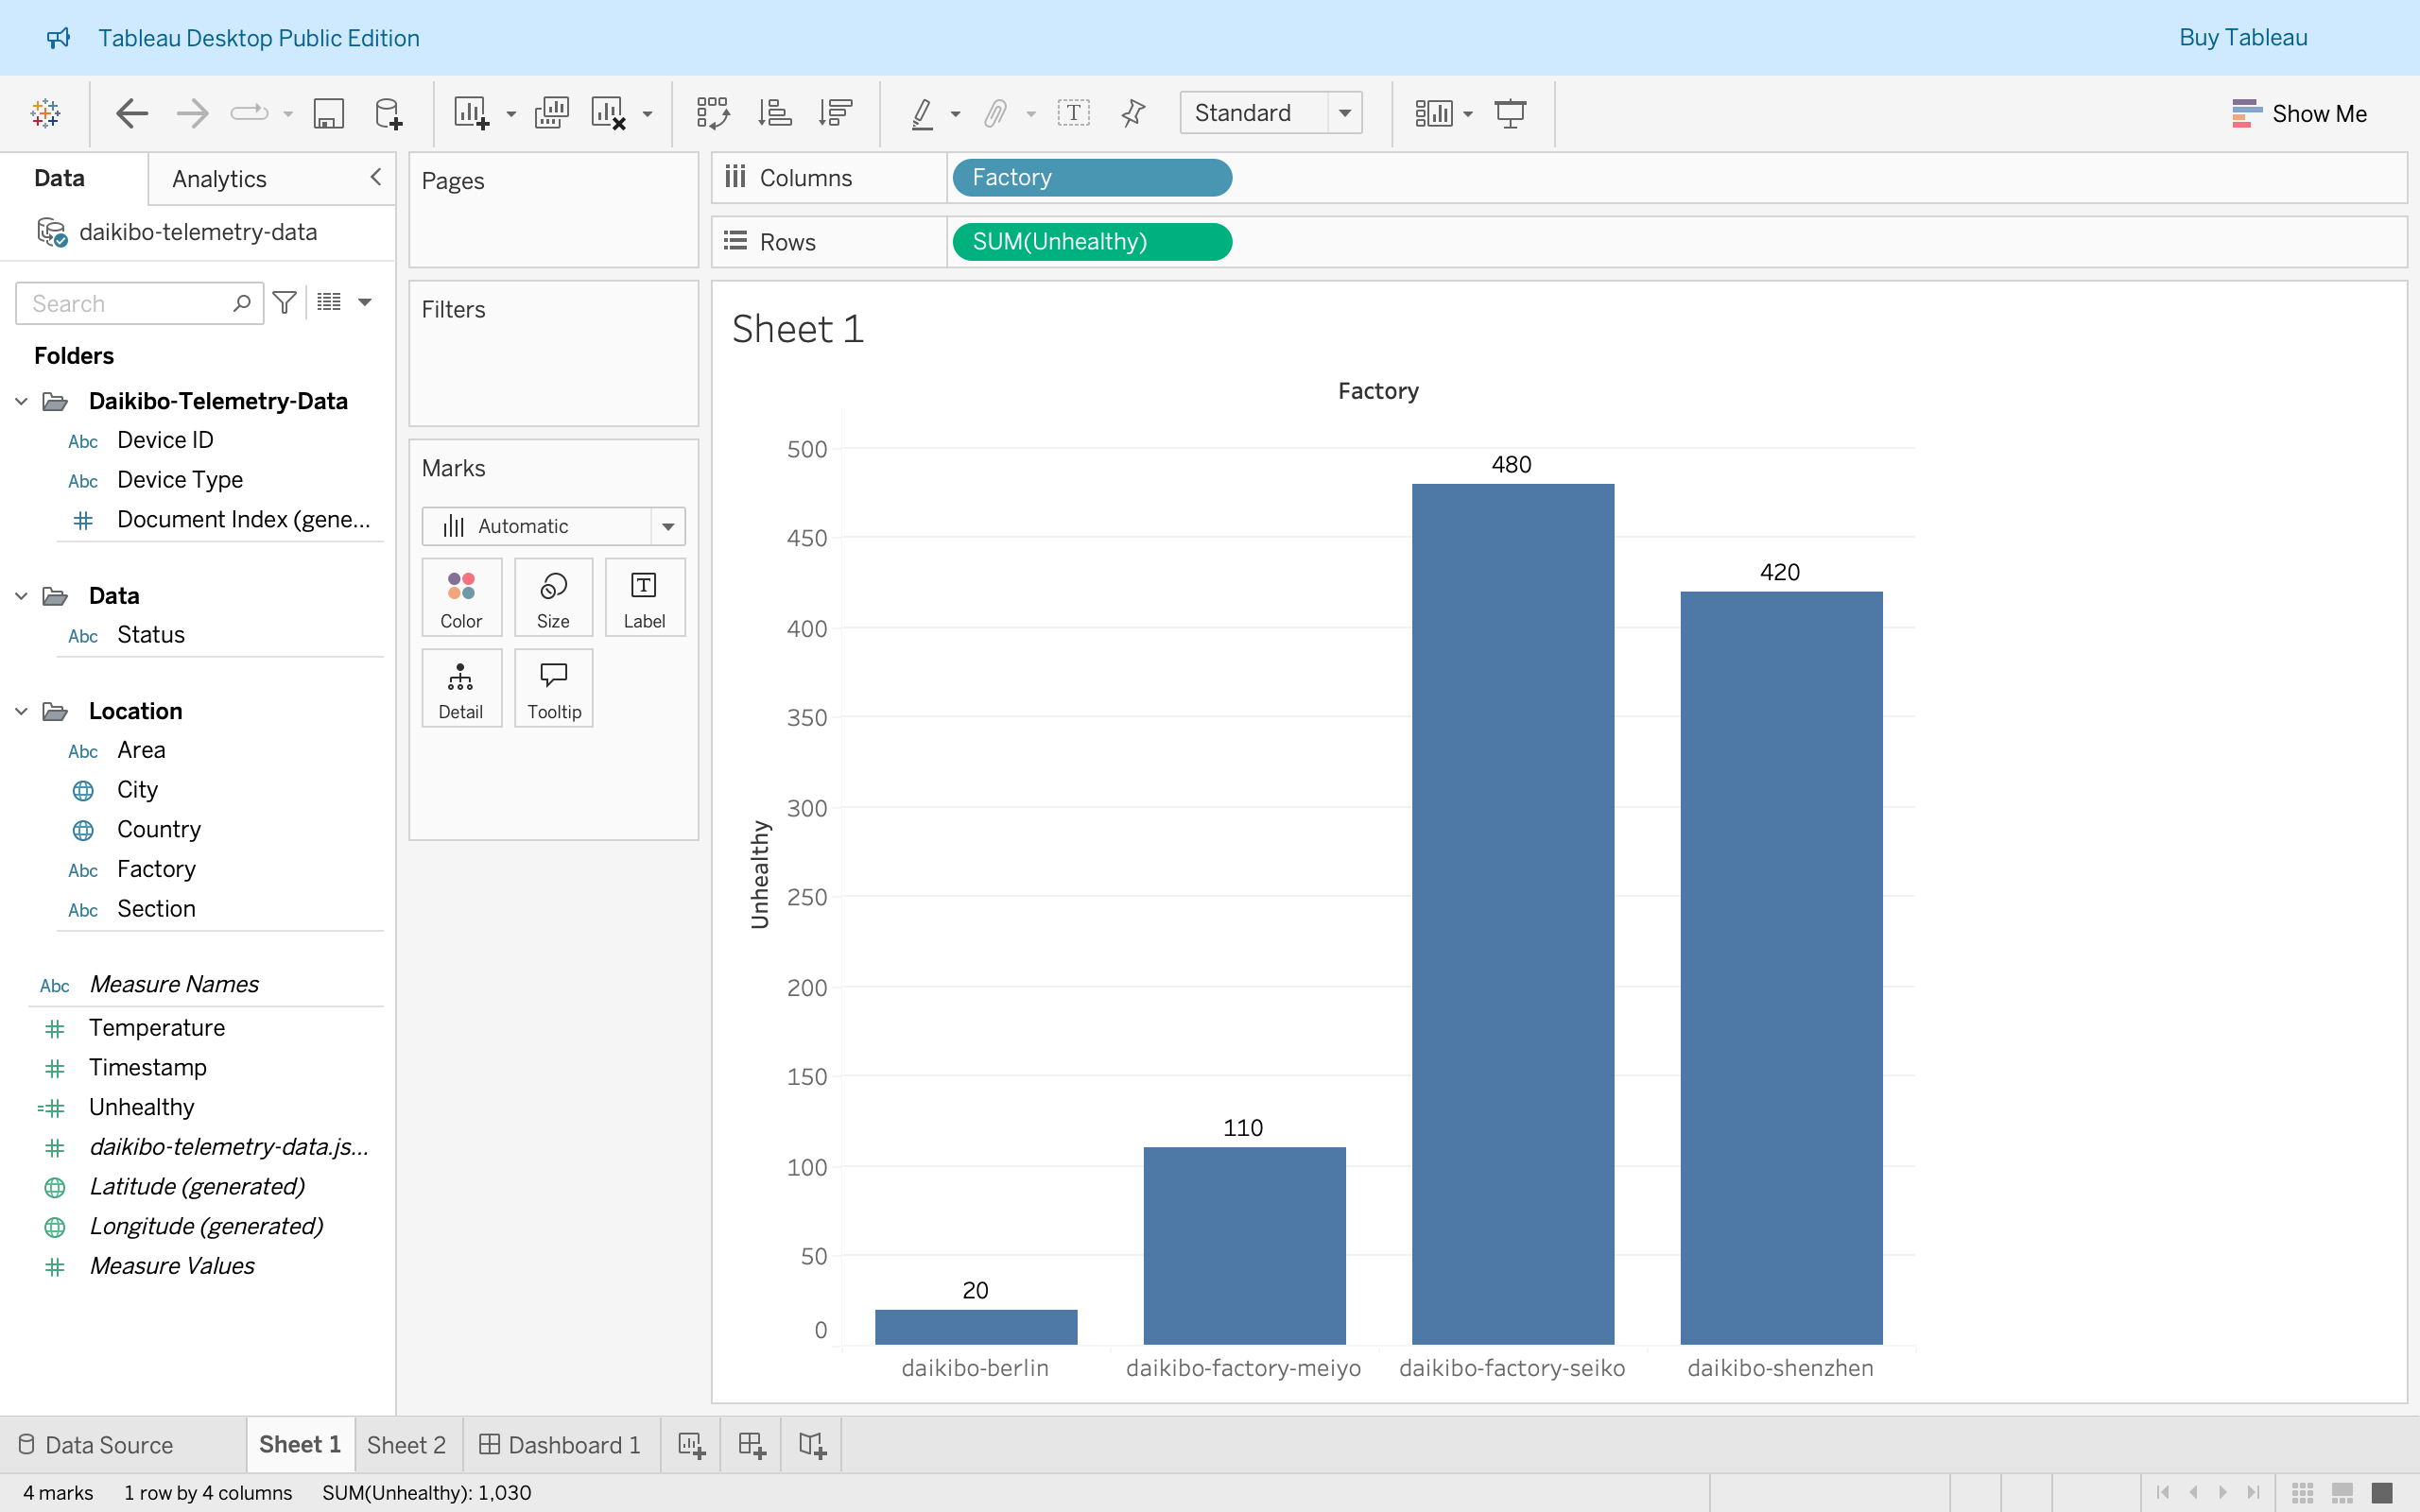 Tableau Desktop Public Edition
Buy Tableau
Standard
Show Me
Data
Analytics
daikibo-telemetry-data
Search
Folders
Daikibo-Telemetry-Data
Abc Device ID
Abc Device Type
Document Index (gene...
Data
Abc Status
Location
Abc Area
City
Country
Abc Factory
Abc Section
Abc Measure Names
Temperature
Timestamp
Unhealthy
daikibo-telemetry-data.js...
Latitude (generated)
Longitude (generated)
Measure Values
Pages
Filters
Marks
Automatic
Color
Size
Label
Detail
Tooltip
Columns
Factory
Rows
SUM(Unhealthy)
Sheet 1
Factory
Unhealthy
500
450
400
350
300
250
200
150
100
50
0
20
110
480
420
daikibo-berlin
daikibo-factory-meiyo
daikibo-factory-seiko
daikibo-shenzhen
Data Source
Sheet 1
Sheet 2
Dashboard 1
4 marks
1 row by 4 columns
SUM(Unhealthy): 1,030